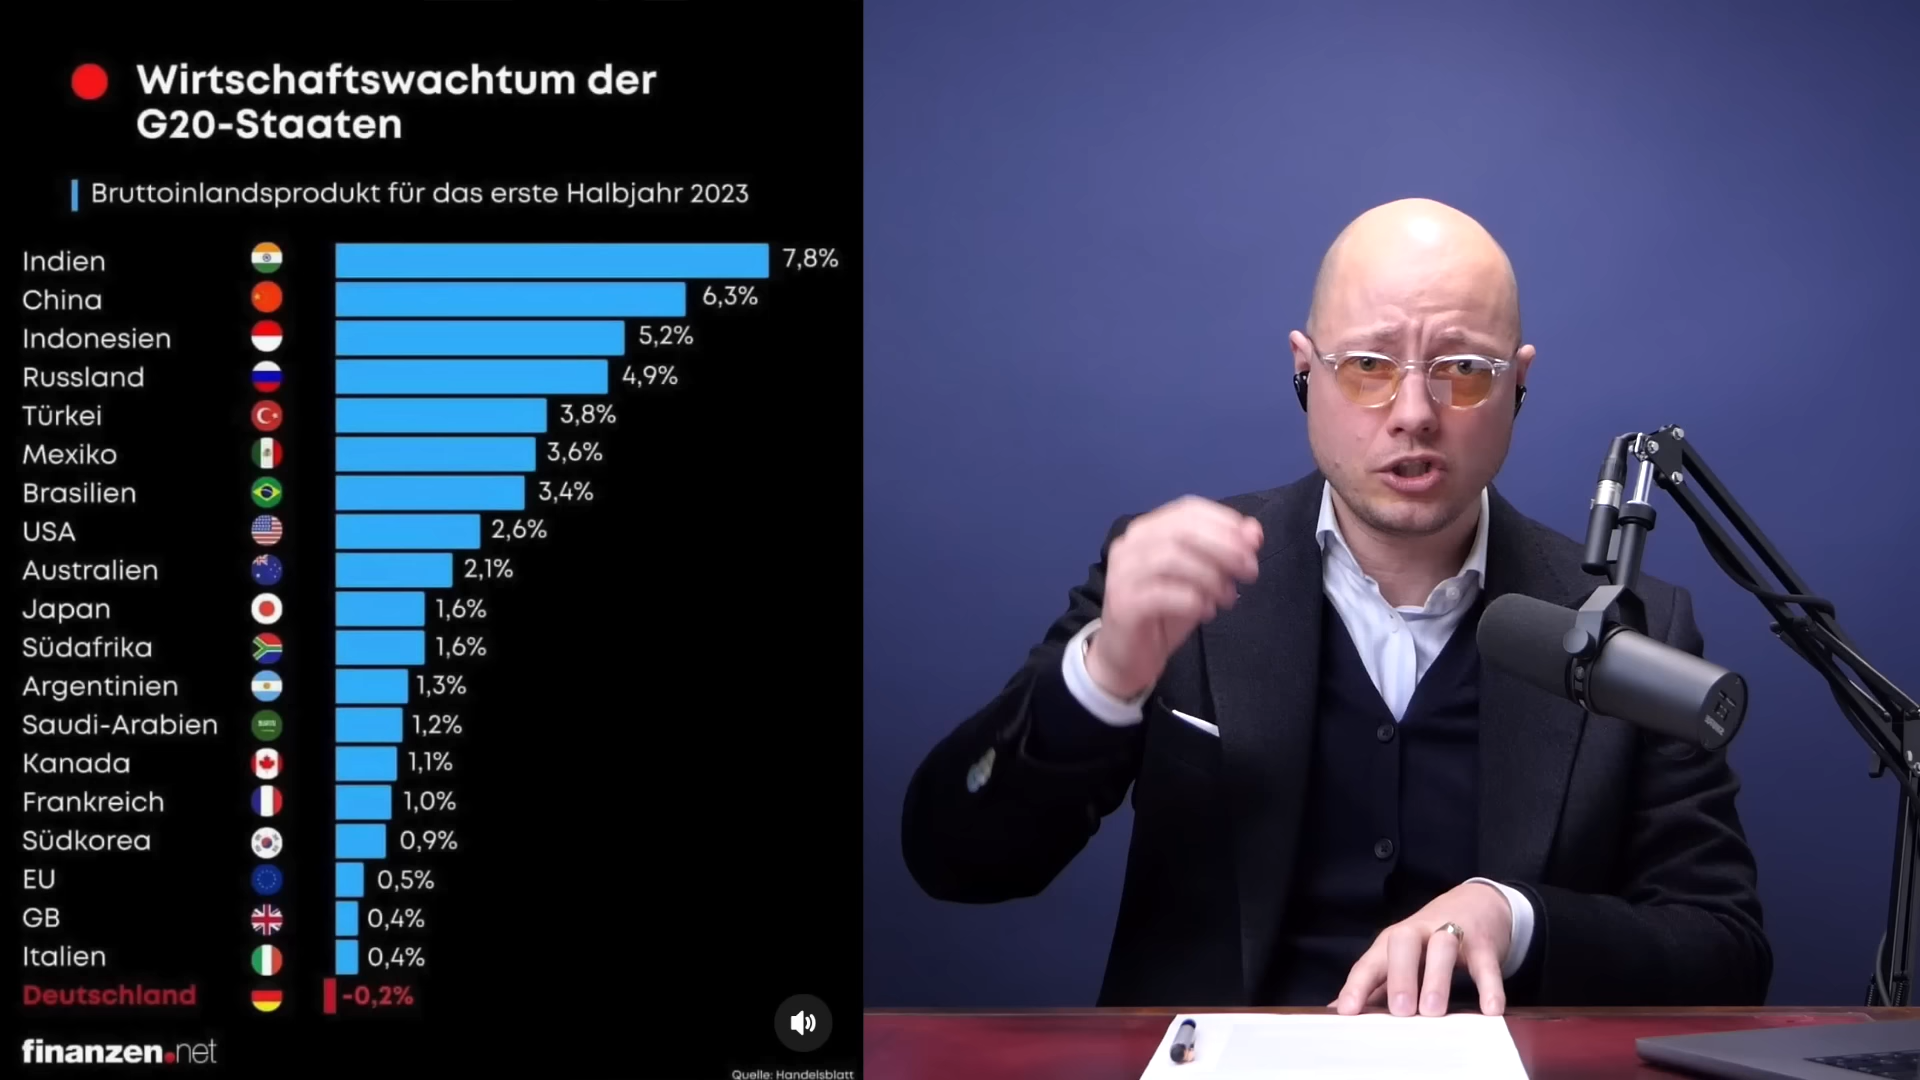 Wirtschaftswachtum der
G20-Staaten
Bruttoinlandsprodukt für das erste Halbjahr 2023
Indien 7,8%
China 6,3%
Indonesien 5,2%
Russland 4,9%
Türkei 3,8%
Mexiko 3,6%
Brasilien 3,4%
USA 2,6%
Australien 2,1%
Japan 1,6%
Südafrika 1,6%
Argentinien 1,3%
Saudi-Arabien 1,2%
Kanada 1,1%
Frankreich 1,0%
Südkorea 0,9%
EU 0,5%
GB 0,4%
Italien 0,4%
Deutschland -0,2%
finanzen.net
Quelle: Handelsblatt